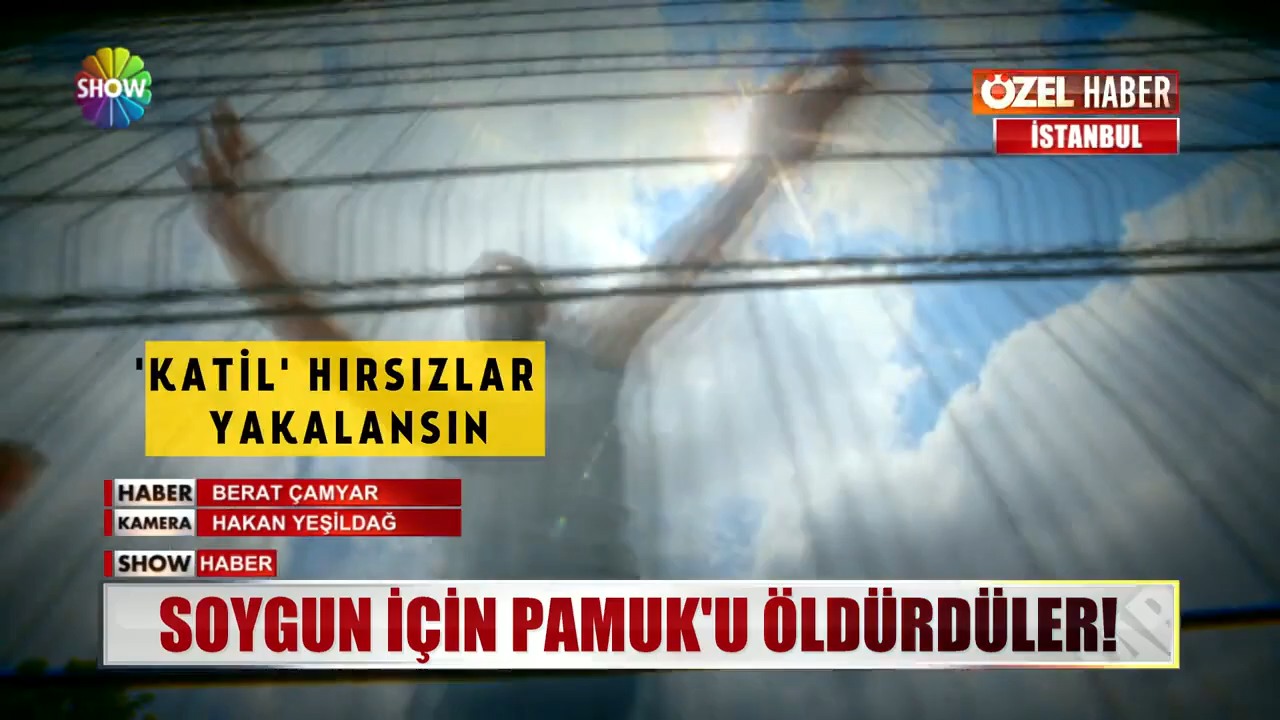 SHOW
ÖZEL HABER
İSTANBUL
'KATİL' HIRSIZLAR
YAKALANSIN
HABER BERAT ÇAMYAR
KAMERA HAKAN YEŞİLDAĞ
SHOW HABER
SOYGUN İÇİN PAMUK'U ÖLDÜRDÜLER!